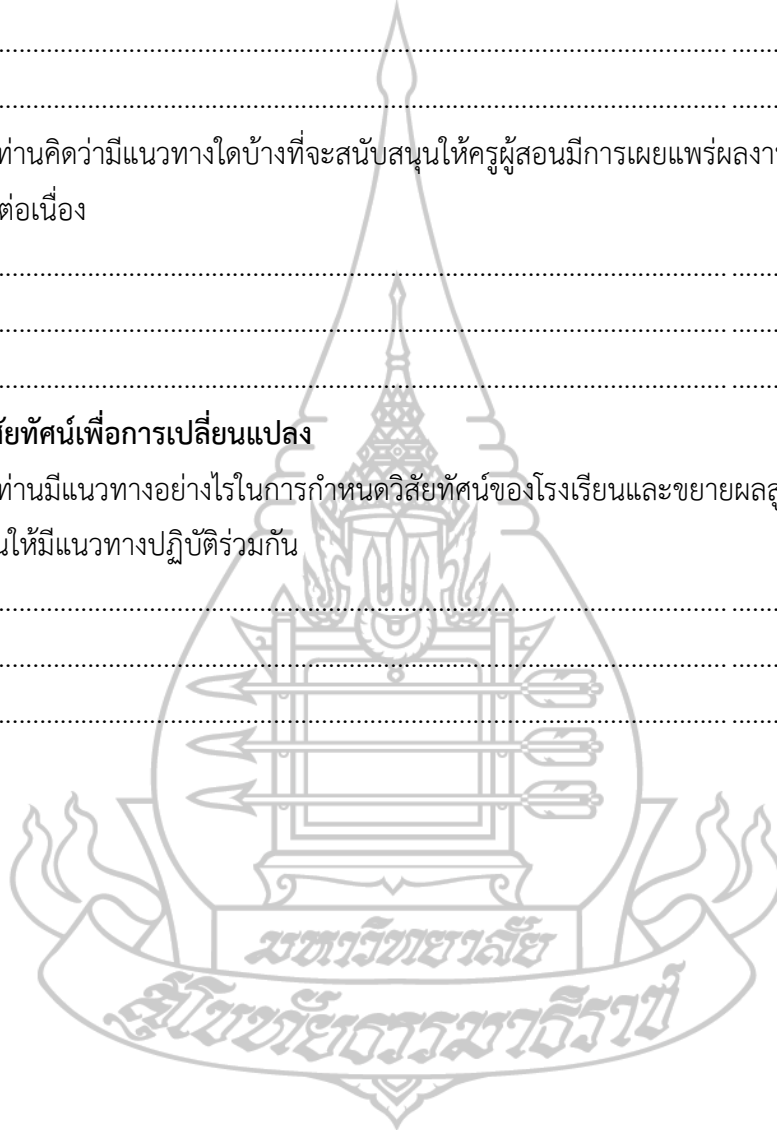 ท่านคิดว่ามีแนวทางใดบ้างที่จะสนับสนุนให้ครูผู้สอนมีการเผยแพร่ผลงา
ต่อเนื่อง
ัยทัศน์เพื่อการเปลี่ยนแปลง
ท่านมีแนวทางอย่างไรในการกำหนดวิสัยทัศน์ของโรงเรียนและขยายผลสู
นให้มีแนวทางปฏิบัติร่วมกัน
มหาวิทยาลัย
สุโขทัยธรรมาธิราช